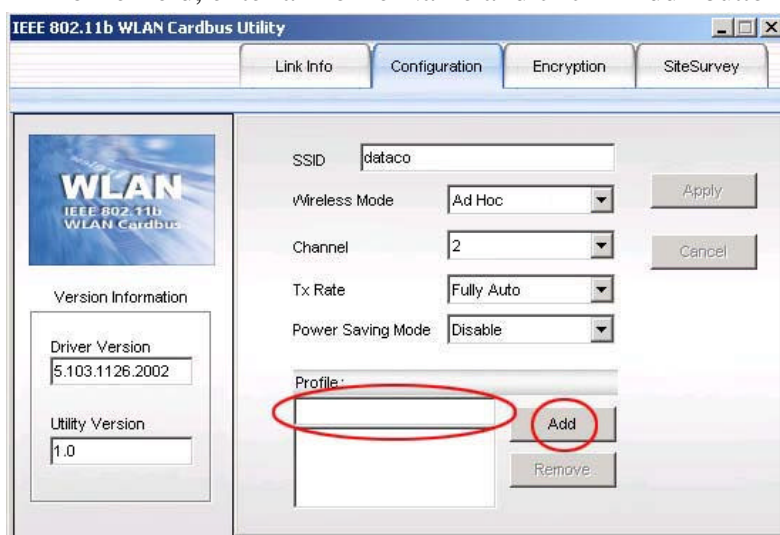 IEEE 802.11b WLAN Cardbus Utility
Link Info
Configuration
Encryption
SiteSurvey
WLAN
IEEE 802.11b
WLAN Cardbus
Version Information
Driver Version
5.103.1126.2002
Utility Version
1.0
SSID
dataco
Wireless Mode
Ad Hoc
Channel
2
Tx Rate
Fully Auto
Power Saving Mode
Disable
Apply
Cancel
Profile:
Add
Remove